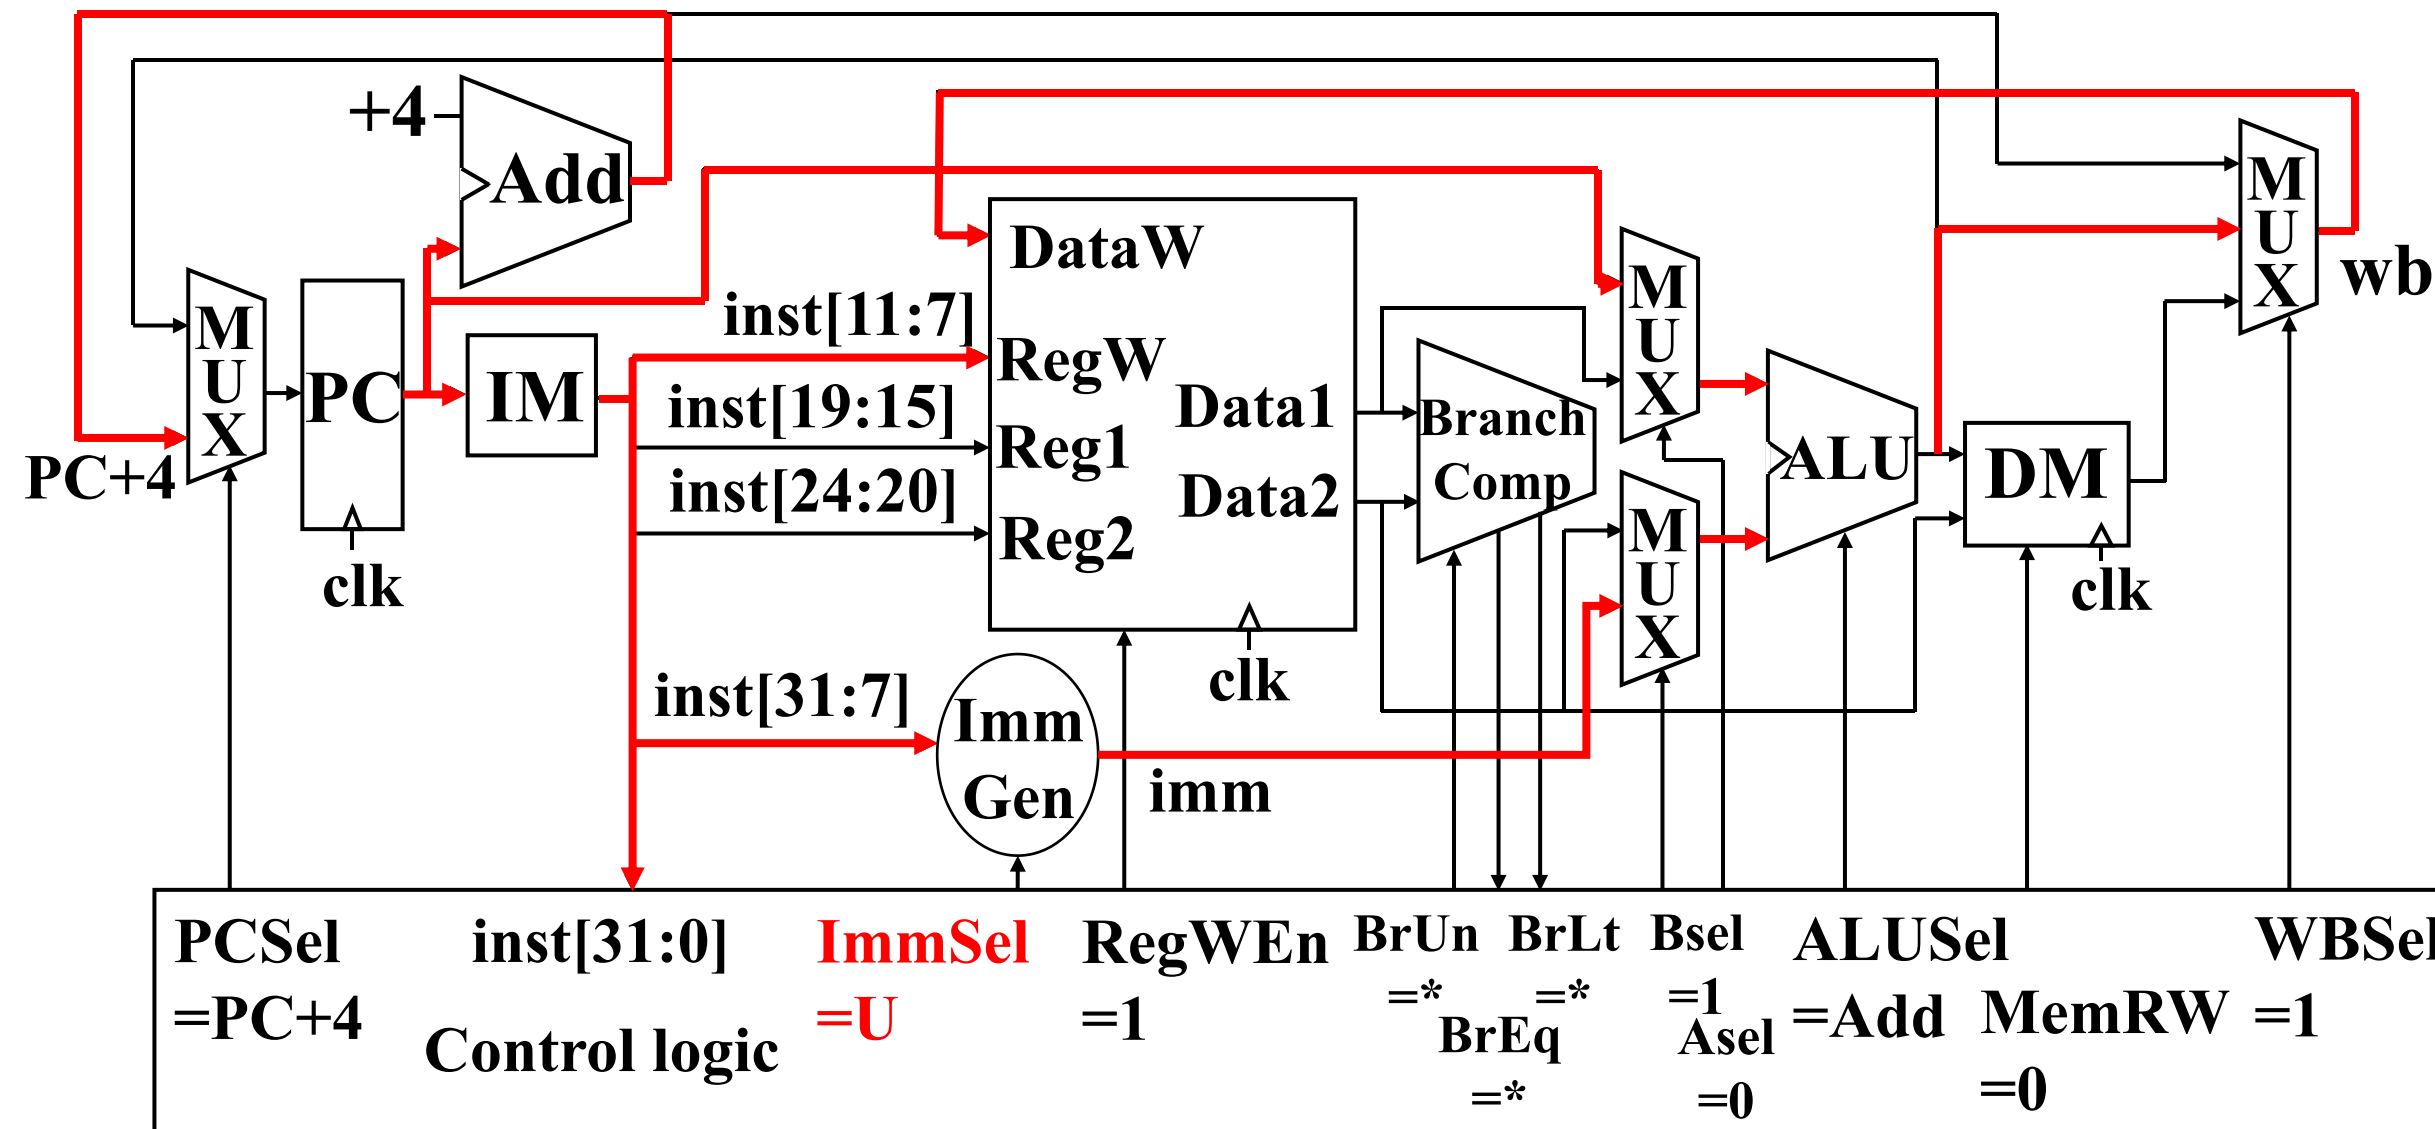 +4
Add
M
U
X
PC+4
PC
clk
IM
inst[11:7]
inst[19:15]
inst[24:20]
inst[31:7]
DataW
RegW
Reg1
Reg2
Data1
Data2
clk
Imm
Gen
imm
Branch
Comp
M
U
X
M
U
X
ALU
DM
clk
M
U
X
wb
PCSel
=PC+4
inst[31:0]
Control logic
ImmSel
=U
RegWEn
=1
BrUn
=*
BrEq
=*
BrLt
=*
Bsel
=1
Asel
=0
ALUSel
=Add
MemRW
=0
WBSel
=1